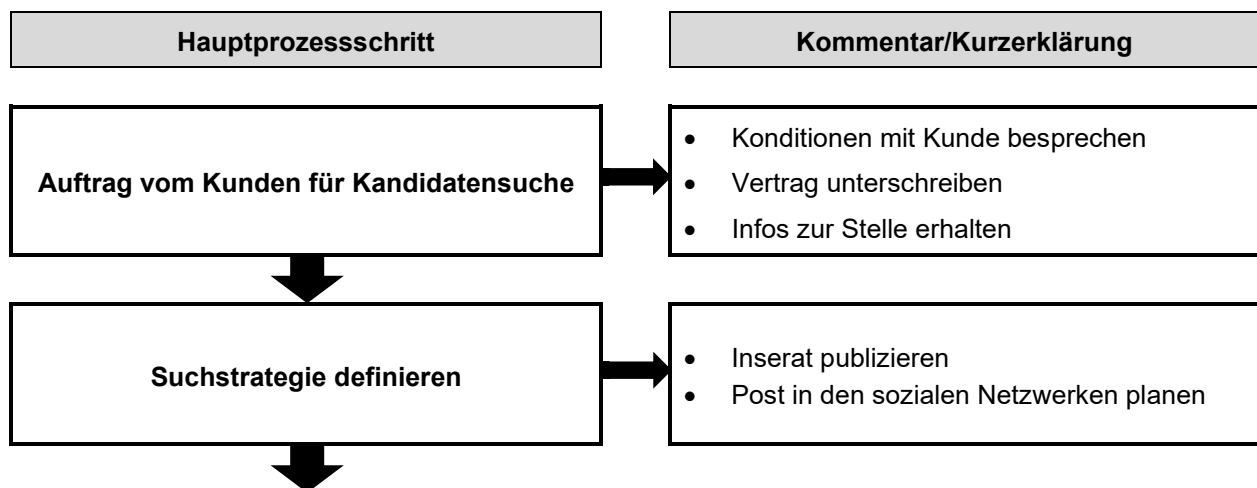 Hauptprozessschritt
Kommentar/Kurzerklärung
Auftrag vom Kunden für Kandidatensuche
• Konditionen mit Kunde besprechen
• Vertrag unterschreiben
• Infos zur Stelle erhalten
Suchstrategie definieren
• Inserat publizieren
• Post in den sozialen Netzwerken planen